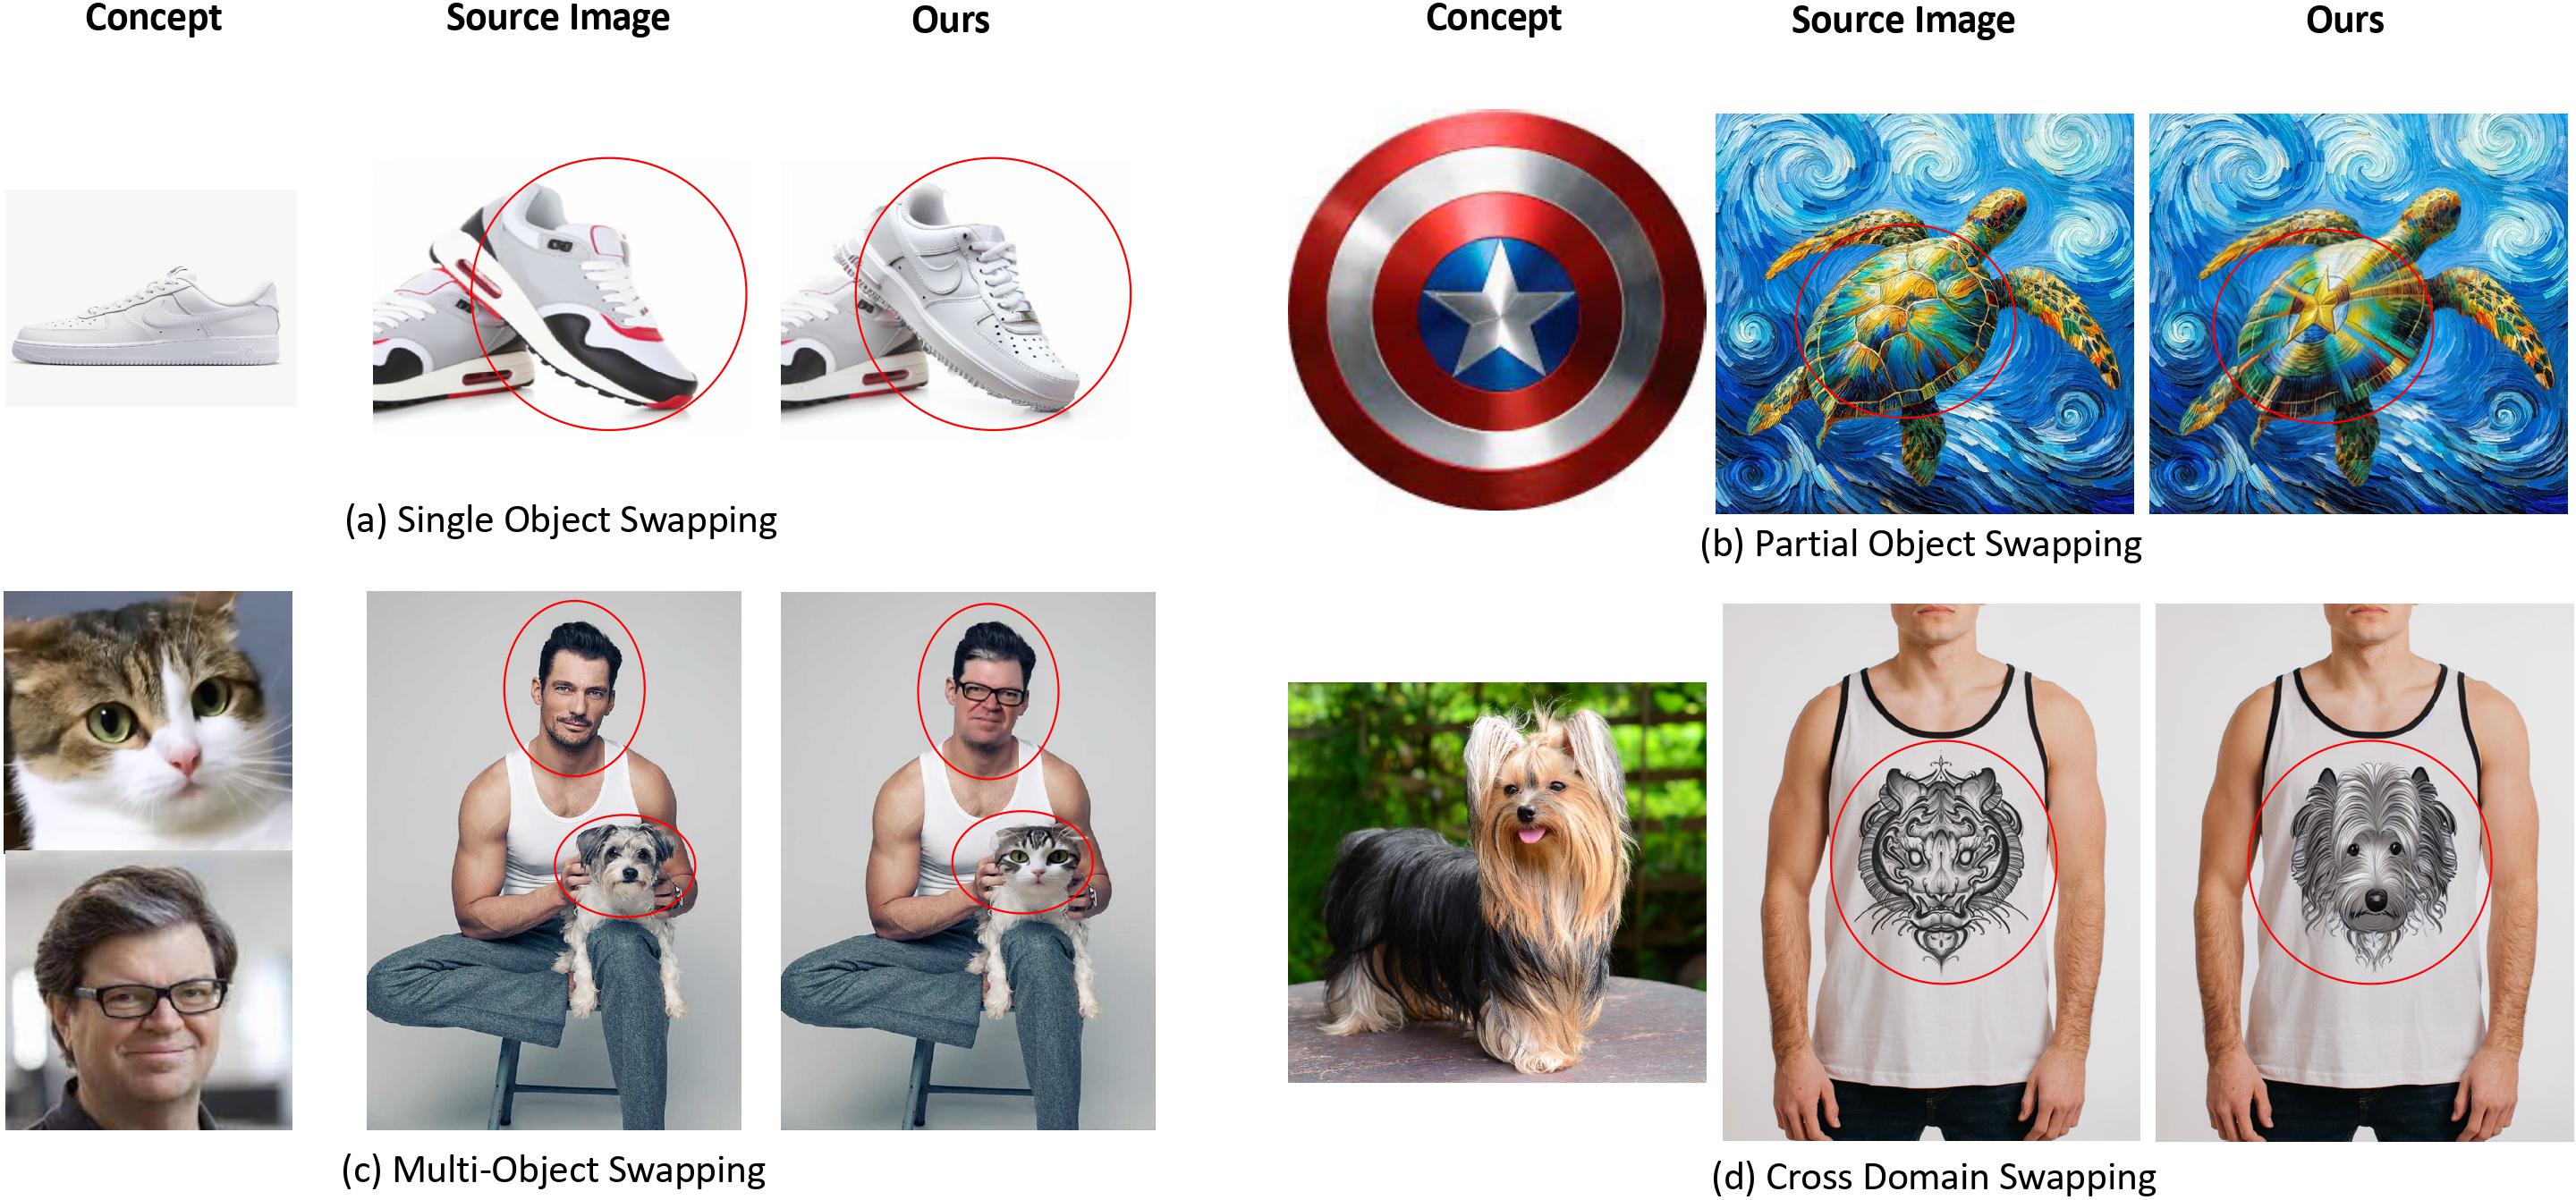 Concept Source Image Ours
Concept Source Image Ours
(a) Single Object Swapping
(b) Partial Object Swapping
(c) Multi-Object Swapping
(d) Cross Domain Swapping